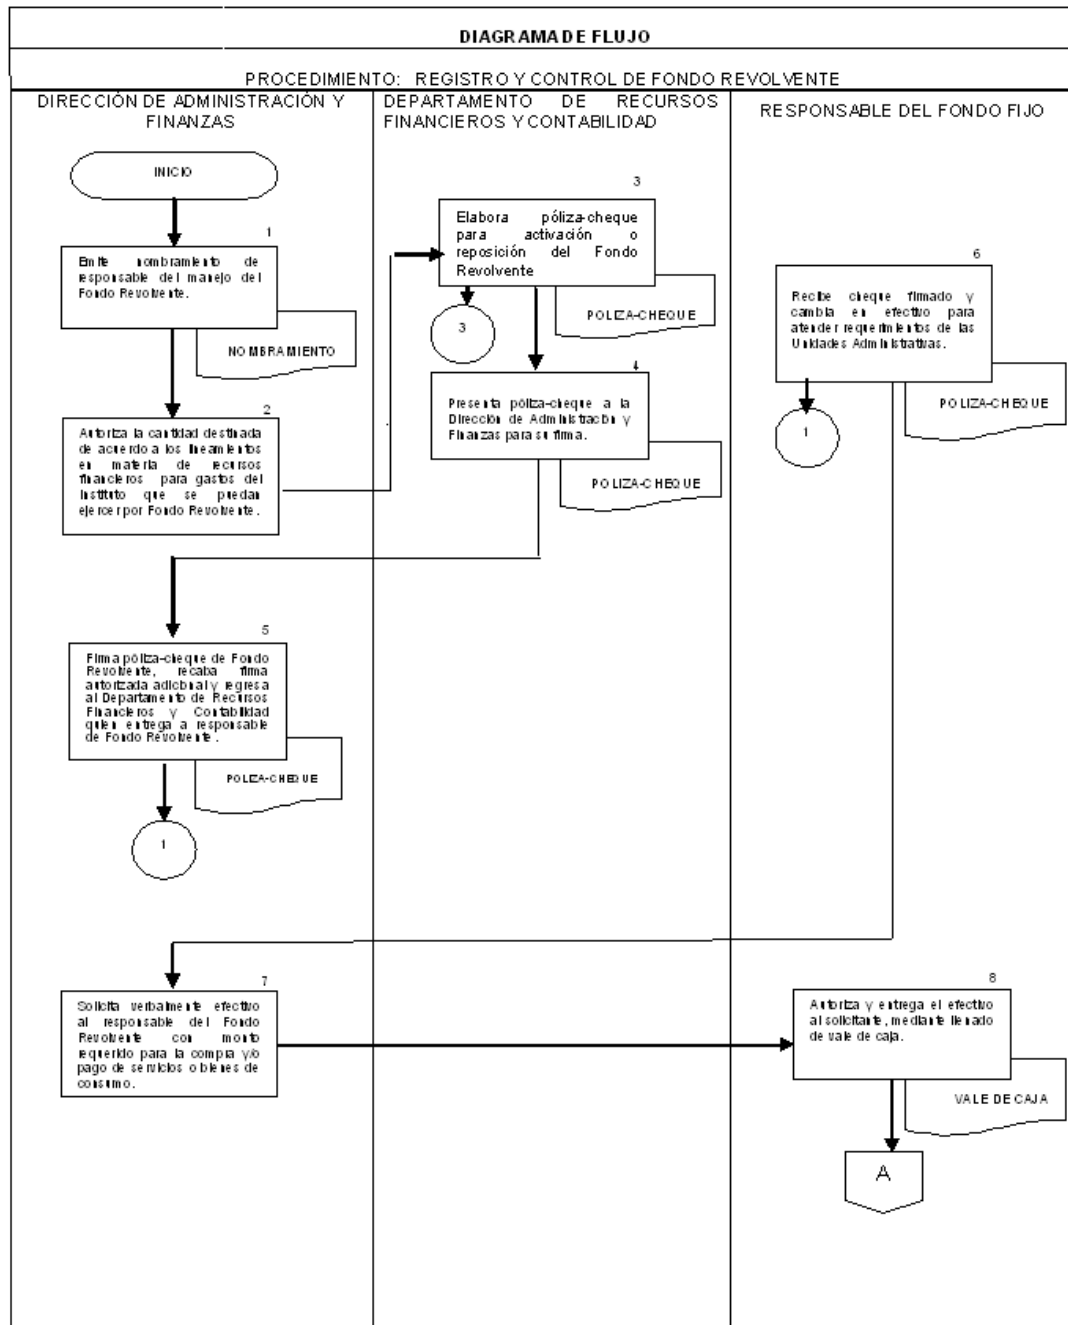 DIAGRAMA DE FLUJO
PROCEDIMIENTO: REGISTRO Y CONTROL DE FONDO REVOLVENTE
DIRECCIÓN DE ADMINISTRACIÓN Y
FINANZAS
DEPARTAMENTO DE RECURSOS
FINANCIEROS Y CONTABILIDAD
RESPONSABLE DEL FONDO FIJO
INICIO
1
Emite nombramiento de
responsable del manejo del
Fondo Revolvente.
NOMBRAMIENTO
2
Autoriza la cantidad destinada
de acuerdo a los lineamientos
en materia de recursos
financieros para gastos del
Instituto que se puedan
ejercer por Fondo Revolvente.
3
Elabora póliza-cheque
para activación o
reposición del Fondo
Revolvente
POLIZA-CHEQUE
3
4
Presenta póliza-cheque a la
Dirección de Administración y
Finanzas para su firma.
POLIZA-CHEQUE
5
Firma póliza-cheque de Fondo
Revolvente, recaba firma
autorizada adicional y regresa
al Departamento de Recursos
Financieros y Contabilidad
quien entrega a responsable
de Fondo Revolvente.
POLIZA-CHEQUE
1
6
Recibe cheque firmado y
cambia en efectivo para
atender requerimientos de las
Unidades Administrativas.
POLIZA-CHEQUE
1
7
Solicita verbalmente efectivo
al responsable del Fondo
Revolvente con monto
requerido para la compra y/o
pago de servicios o bienes de
consumo.
8
Autoriza y entrega el efectivo
al solicitante, mediante llenado
de vale de caja.
VALE DE CAJA
A